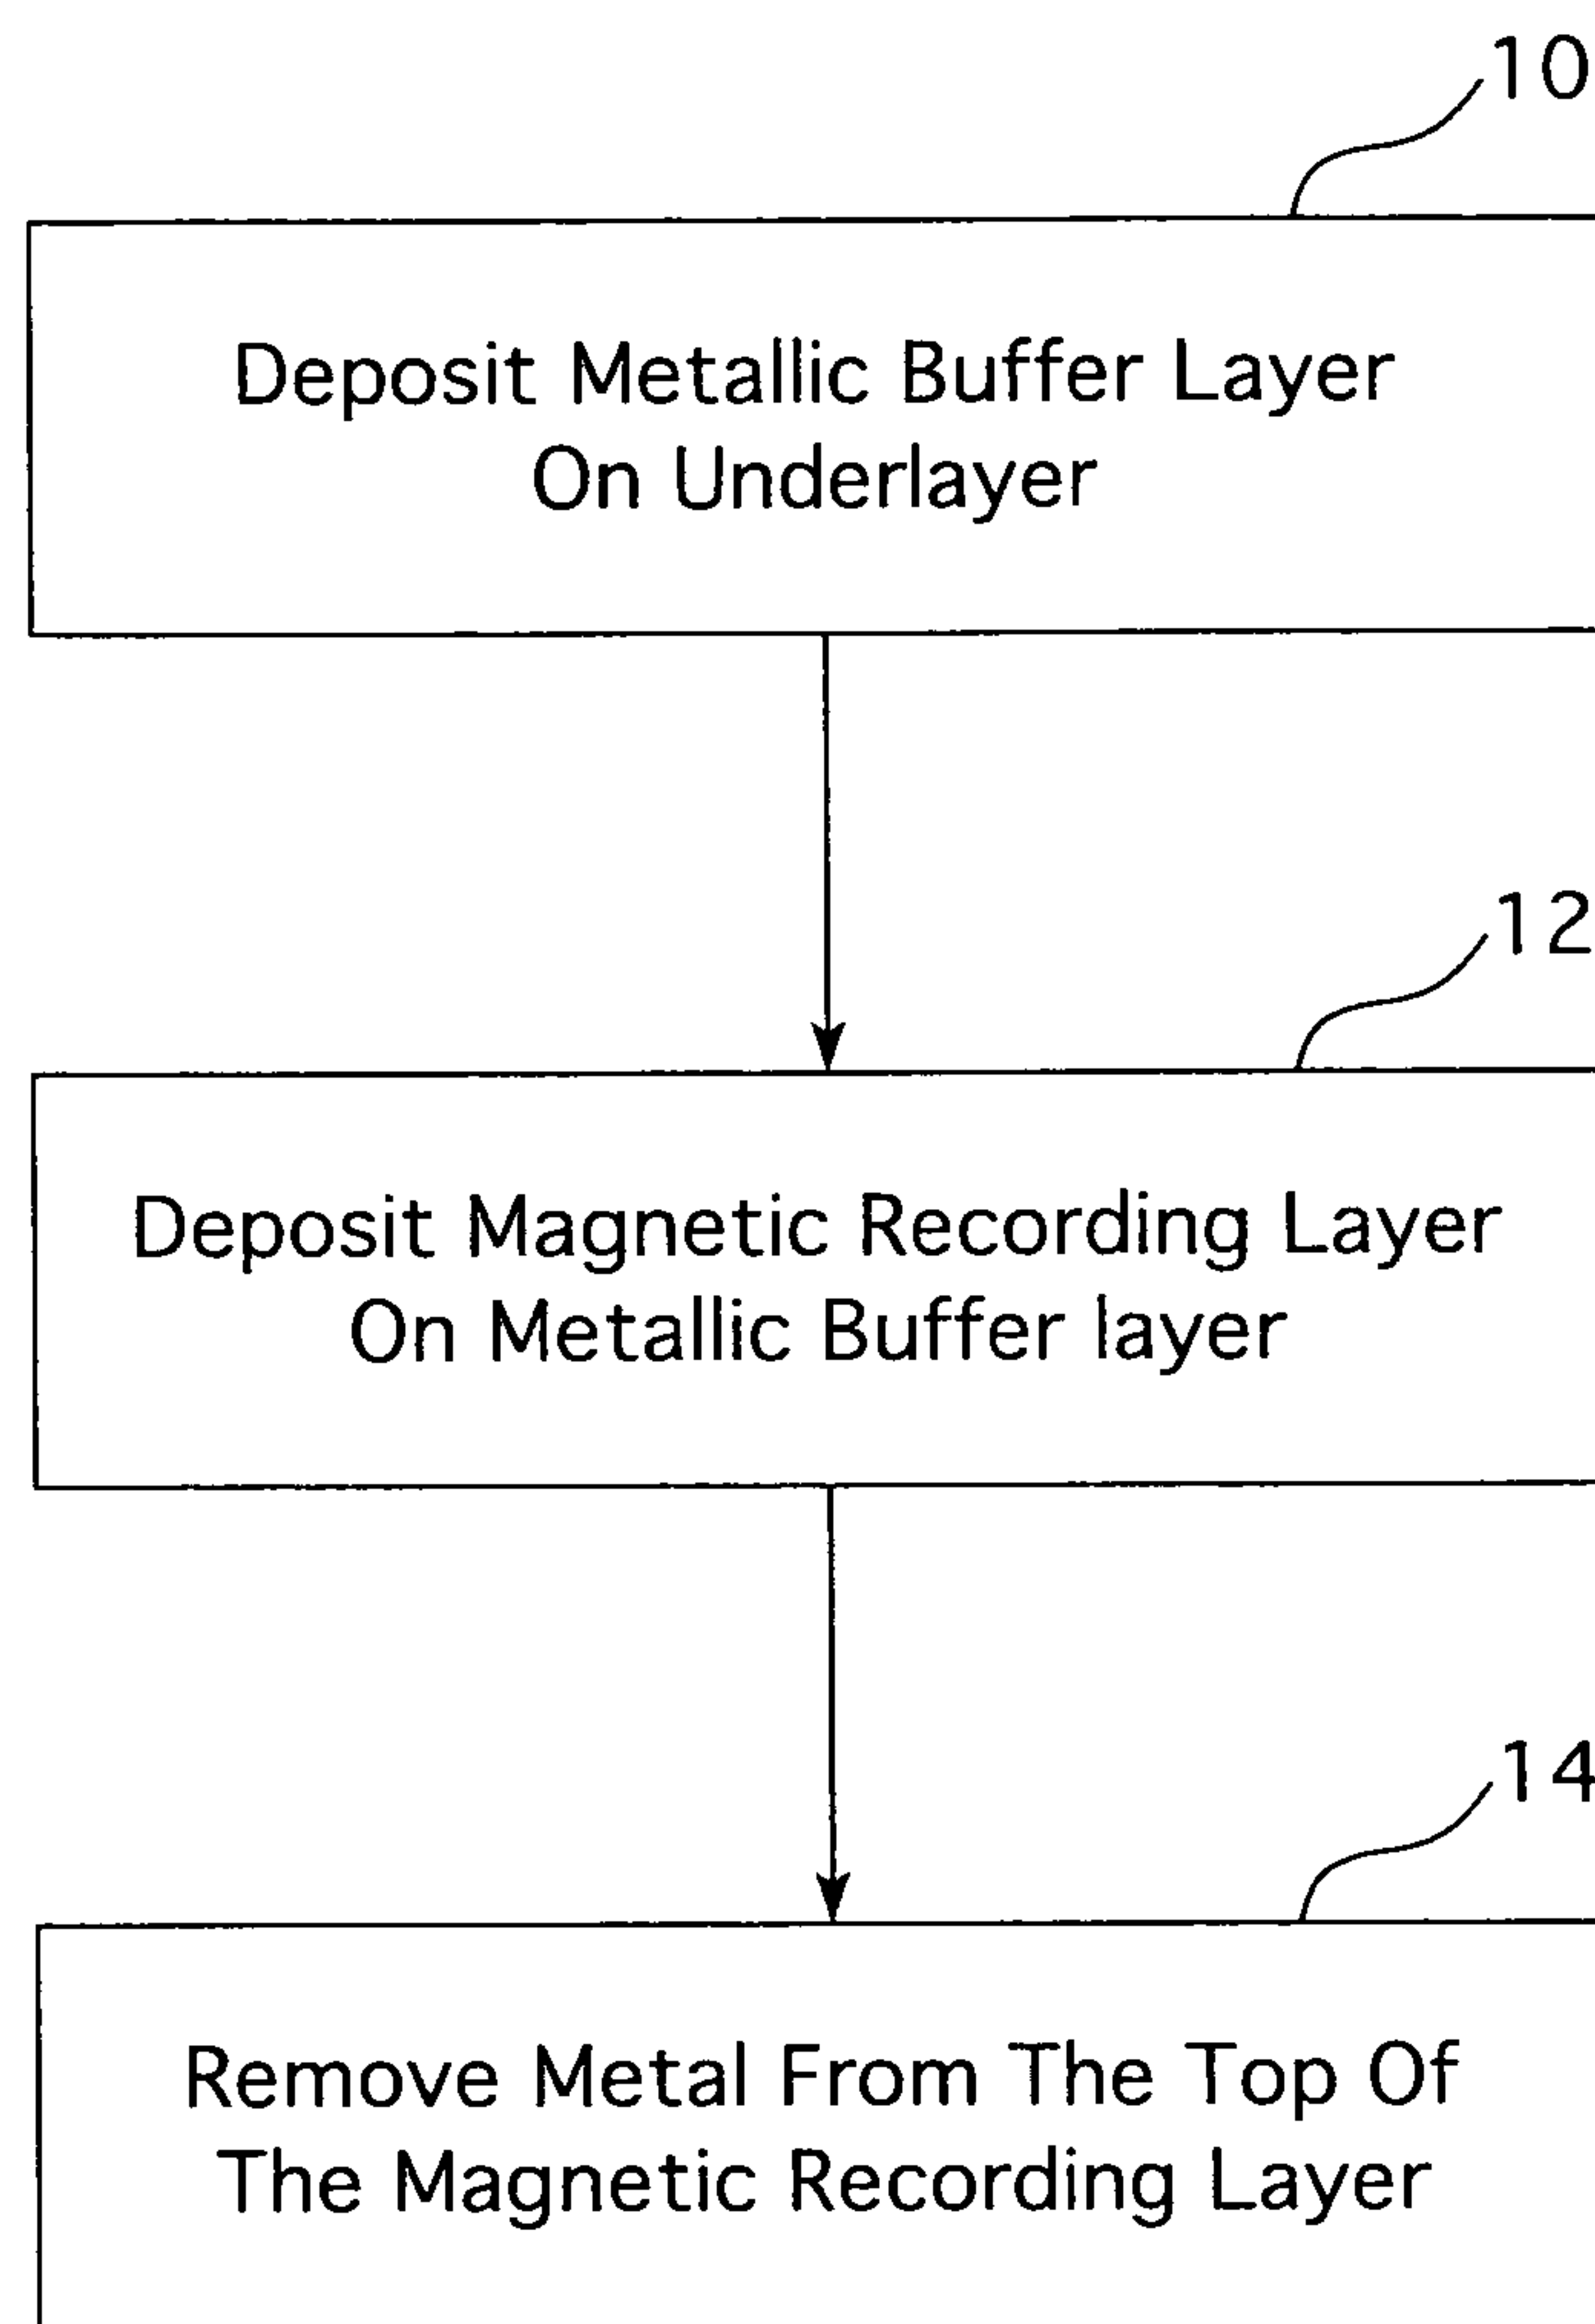 10
Deposit Metallic Buffer Layer
On Underlayer
12
Deposit Magnetic Recording Layer
On Metallic Buffer layer
14
Remove Metal From The Top Of
The Magnetic Recording Layer